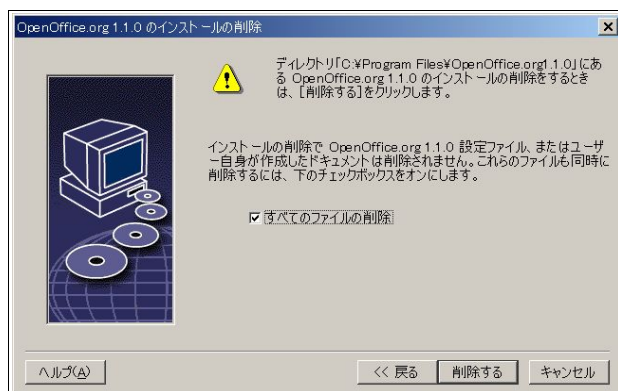 OpenOffice.org 1.1.0 のインストールの削除
ディレクトリ「C:¥Program Files¥OpenOffice.org1.1.0」にあ
る OpenOffice.org 1.1.0 のインストールの削除をするとき
は、[削除する]をクリックします。
インストールの削除で OpenOffice.org 1.1.0 設定ファイル、またはユーザ
ー自身が作成したドキュメントは削除されません。これらのファイルも同時に
削除するには、下のチェックボックスをオンにします。
すべてのファイルの削除
ヘルプ(A)
<< 戻る
削除する
キャンセル